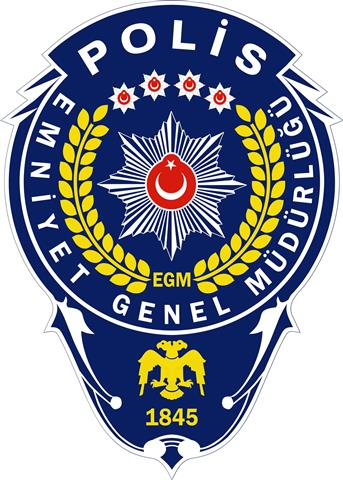 POLİS
EMNİYET GENEL MÜDÜRLÜĞÜ
EGM
1845